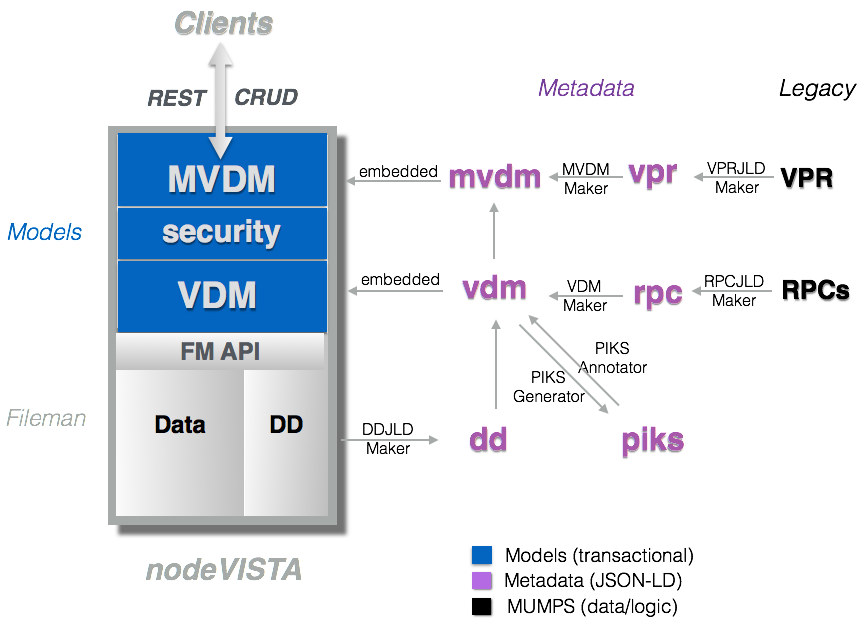 Clients
REST CRUD
Metadata
Legacy
MVDM
embedded
mvdm
MVDM
Maker
vpr
VPRJLD
Maker
VPR
Models
security
VDM
embedded
vdm
VDM
Maker
rpc
RPCJLD
Maker
RPCs
FM API
PIKS
Annotator
PIKS
Generator
Fileman
Data
DD
DDJLD
Maker
dd
piks
nodeVISTA
Models (transactional)
Metadata (JSON-LD)
MUMPS (data/logic)